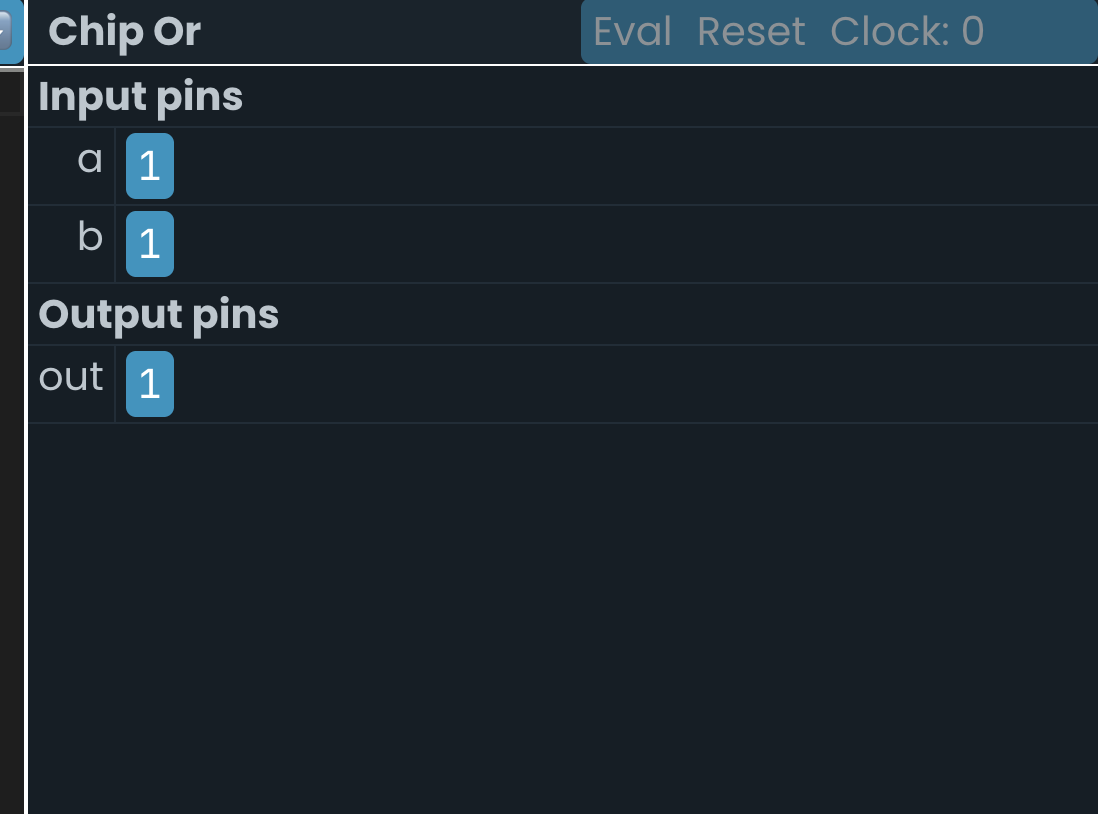 Chip Or
Eval Reset Clock: 0
Input pins
a 1
b 1
Output pins
out 1